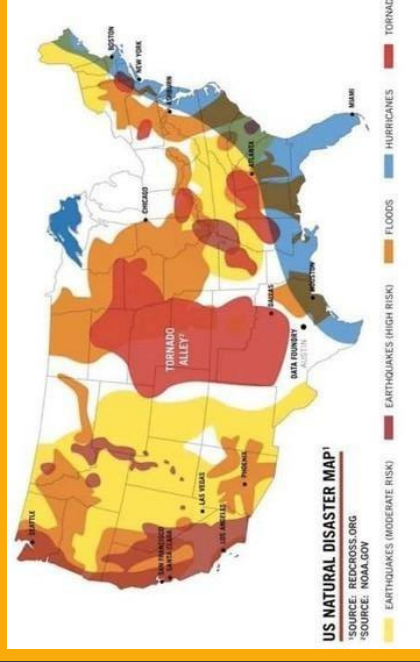 SEATTLE
SAN FRANCISCO
SANTA CLARA
LOS ANGELES
LAS VEGAS
PHOENIX
TORNADO
ALLEY²
DALLAS
DATA FOUNDRY
AUSTIN
HOUSTON
CHICAGO
ATLANTA
MIAMI
ASHBURN
NEW YORK
BOSTON
US NATURAL DISASTER MAP¹
¹SOURCE: REDCROSS.ORG
²SOURCE: NOAA.GOV
EARTHQUAKES (MODERATE RISK)
EARTHQUAKES (HIGH RISK)
FLOODS
HURRICANES
TORNAD